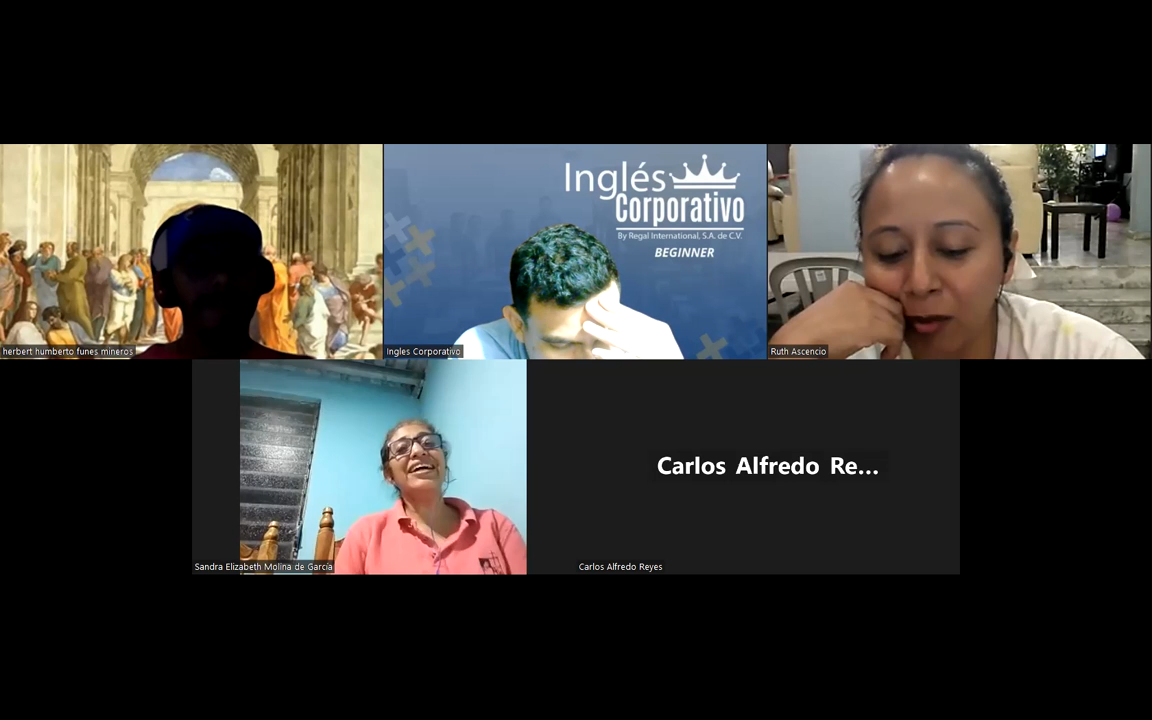 Inglés
Corporativo
By Regal International, S.A. de C.V.
BEGINNER
herbert humberto funes mineros
Ingles Corporativo
Ruth Ascencio
Carlos Alfredo Re...
Sandra Elizabeth Molina de García
Carlos Alfredo Reyes